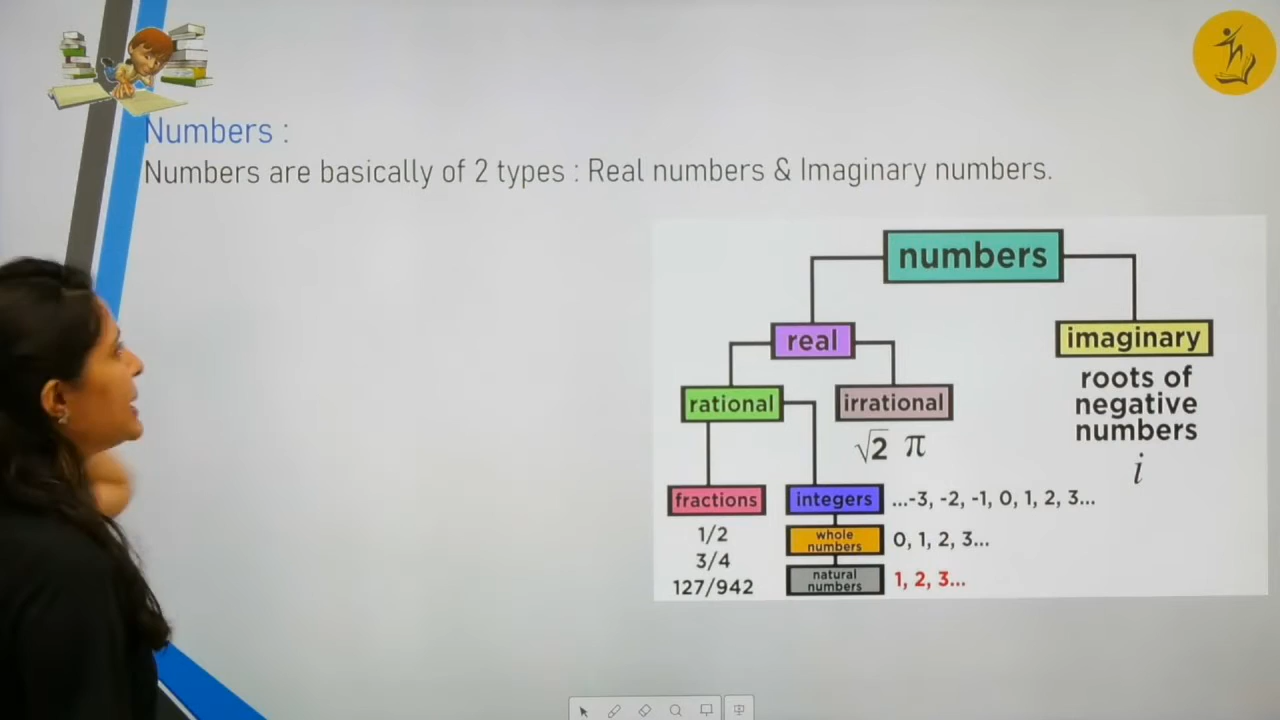 Numbers :
Numbers are basically of 2 types : Real numbers & Imaginary numbers.
numbers
real
imaginary
roots of
negative
numbers
i
rational
irrational
√2 π
fractions
1/2
3/4
127/942
integers
...-3, -2, -1, 0, 1, 2, 3...
whole
numbers
0, 1, 2, 3...
natural
numbers
1, 2, 3...